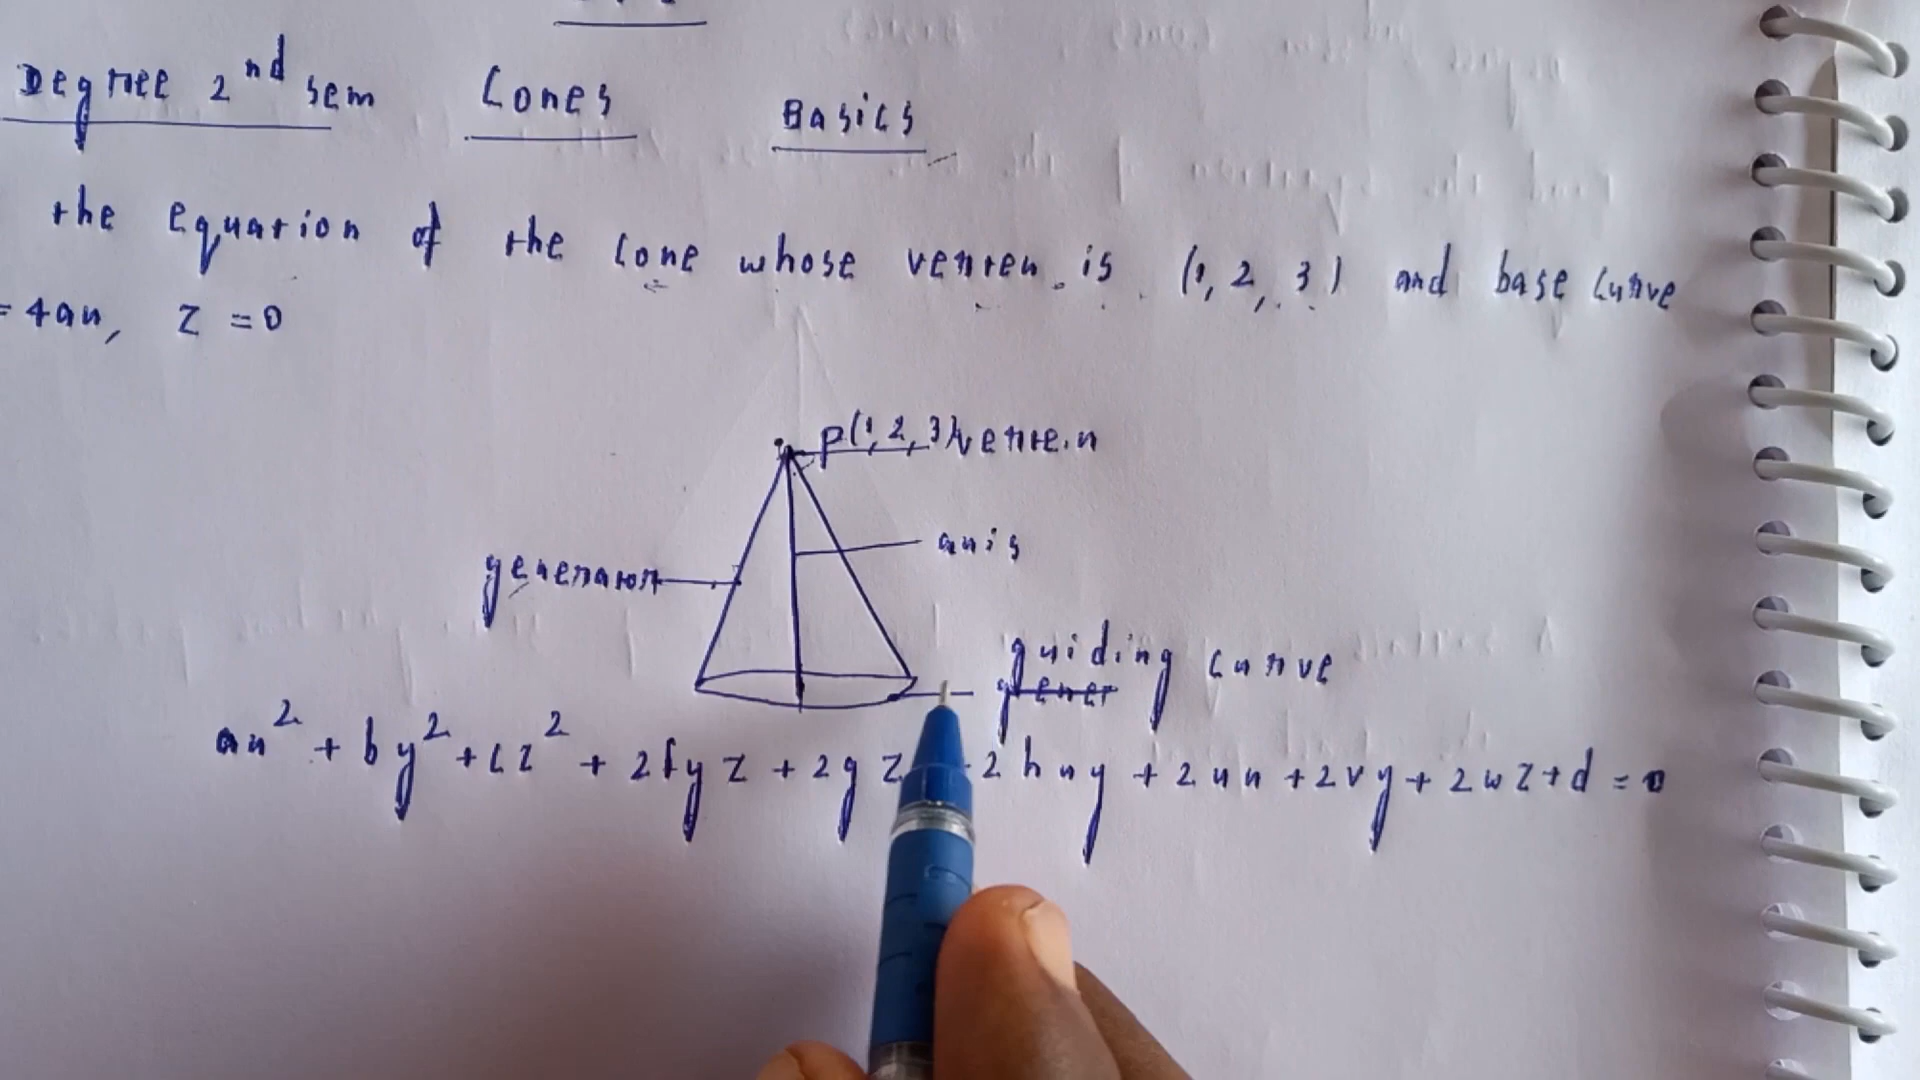 Degree 2nd sem Cones Basics
the equation of the cone whose vertex is (1, 2, 3) and base curve
= 4ax, z = 0
P(1, 2, 3) vertex
axis
generator
guiding curve
gener
ax² + by² + cz² + 2fyz + 2gz 2hxy + 2ux + 2vy + 2wz + d = 0